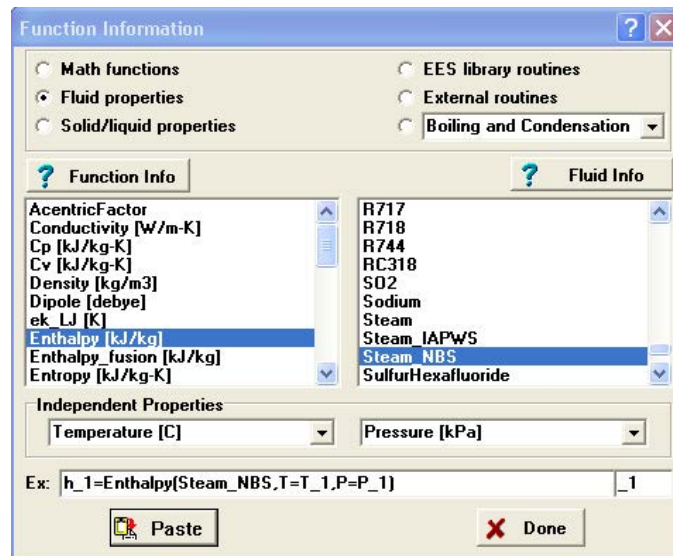 Function Information
Math functions
EES library routines
Fluid properties
External routines
Solid/liquid properties
Boiling and Condensation
? Function Info
? Fluid Info
AcentricFactor
Conductivity [W/m-K]
Cp [kJ/kg-K]
Cv [kJ/kg-K]
Density [kg/m3]
Dipole [debye]
ek_LJ [K]
Enthalpy [kJ/kg]
Enthalpy_fusion [kJ/kg]
Entropy [kJ/kg-K]
R717
R718
R744
RC318
SO2
Sodium
Steam
Steam_IAPWS
Steam_NBS
SulfurHexafluoride
Independent Properties
Temperature [C]
Pressure [kPa]
Ex: h_1=Enthalpy(Steam_NBS,T=T_1,P=P_1)
_1
Paste
Done